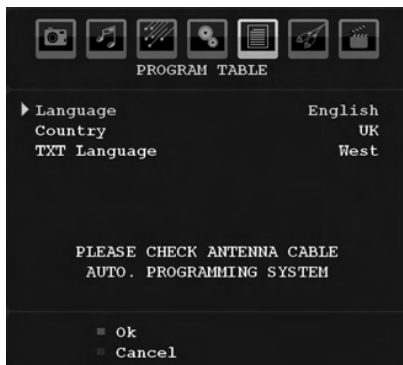 PROGRAM TABLE
Language English
Country UK
TXT Language West
PLEASE CHECK ANTENNA CABLE
AUTO. PROGRAMMING SYSTEM
Ok
Cancel